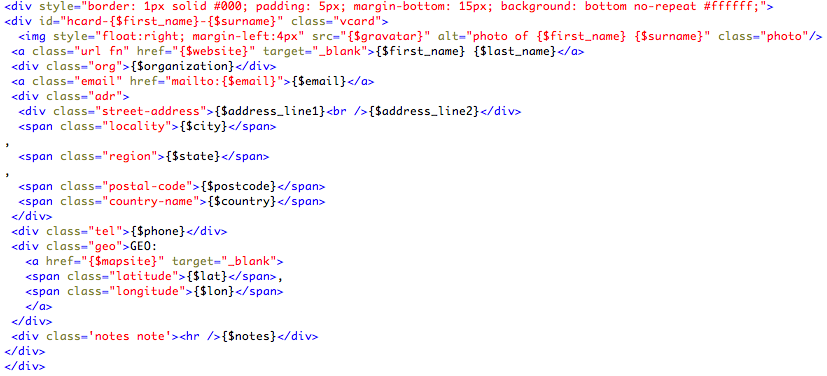 <div style="border: 1px solid #000; padding: 5px; margin-bottom: 15px; background: bottom no-repeat #ffffff;">
<div id="hcard-{$first_name}-{$surname}" class="vcard">
  <img style="float:right; margin-left:4px" src="{$gravatar}" alt="photo of {$first_name} {$surname}" class="photo"/>
 <a class="url fn" href="{$website}" target="_blank">{$first_name} {$last_name}</a>
 <div class="org">{$organization}</div>
 <a class="email" href="mailto:{$email}">{$email}</a>
 <div class="adr">
  <div class="street-address">{$address_line1}<br />{$address_line2}</div>
  <span class="locality">{$city}</span>
,
  <span class="region">{$state}</span>
,
  <span class="postal-code">{$postcode}</span>
  <span class="country-name">{$country}</span>
 </div>
 <div class="tel">{$phone}</div>
 <div class="geo">GEO:
   <a href="{$mapsite}" target="_blank">
   <span class="latitude">{$lat}</span>,
   <span class="longitude">{$lon}</span>
   </a>
 </div>
 <div class='notes note'><hr />{$notes}</div>
</div>
</div>